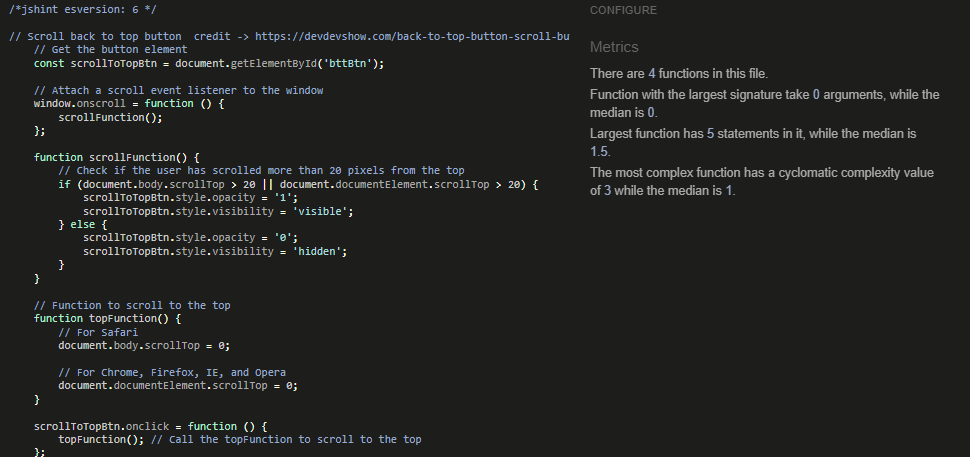 /*jshint esversion: 6 */
// Scroll back to top button  credit -> https://devdevshow.com/back-to-top-button-scroll-bu
// Get the button element
const scrollToTopBtn = document.getElementById('bttBtn');
// Attach a scroll event listener to the window
window.onscroll = function () {
scrollFunction();
};
function scrollFunction() {
// Check if the user has scrolled more than 20 pixels from the top
if (document.body.scrollTop > 20 || document.documentElement.scrollTop > 20) {
scrollToTopBtn.style.opacity = '1';
scrollToTopBtn.style.visibility = 'visible';
} else {
scrollToTopBtn.style.opacity = '0';
scrollToTopBtn.style.visibility = 'hidden';
}
}
// Function to scroll to the top
function topFunction() {
// For Safari
document.body.scrollTop = 0;
// For Chrome, Firefox, IE, and Opera
document.documentElement.scrollTop = 0;
}
scrollToTopBtn.onclick = function () {
topFunction(); // Call the topFunction to scroll to the top
};
CONFIGURE
Metrics
There are 4 functions in this file.
Function with the largest signature take 0 arguments, while the
median is 0.
Largest function has 5 statements in it, while the median is
1.5.
The most complex function has a cyclomatic complexity value
of 3 while the median is 1.